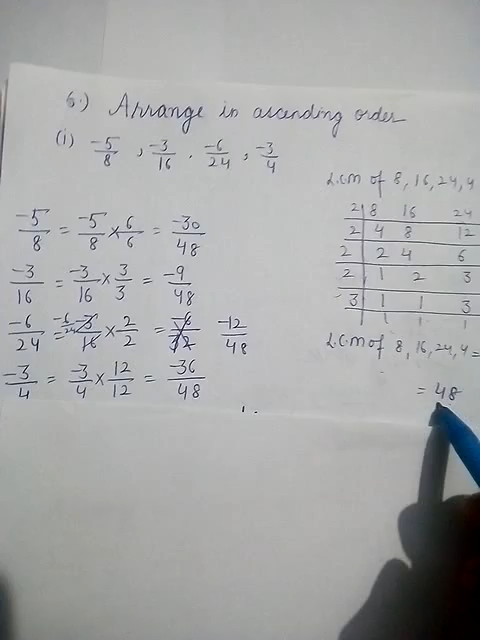 6.) Arrange in ascending order
(i) -5/8 , -3/16 . -6/24 , -3/4
L.C.M of 8, 16, 24, 4
-5/8 = -5/8 × 6/6 = -30/48
-3/16 = -3/16 × 3/3 = -9/48
-6/24 = -6/24 × 2/2 = -12/48
-3/4 = -3/4 × 12/12 = -36/48
2 | 8 16 24
2 | 4 8 12
2 | 2 4 6
2 | 1 2 3
3 | 1 1 3
1 1 1
L.C.M of 8, 16, 24, 4 =
= 48